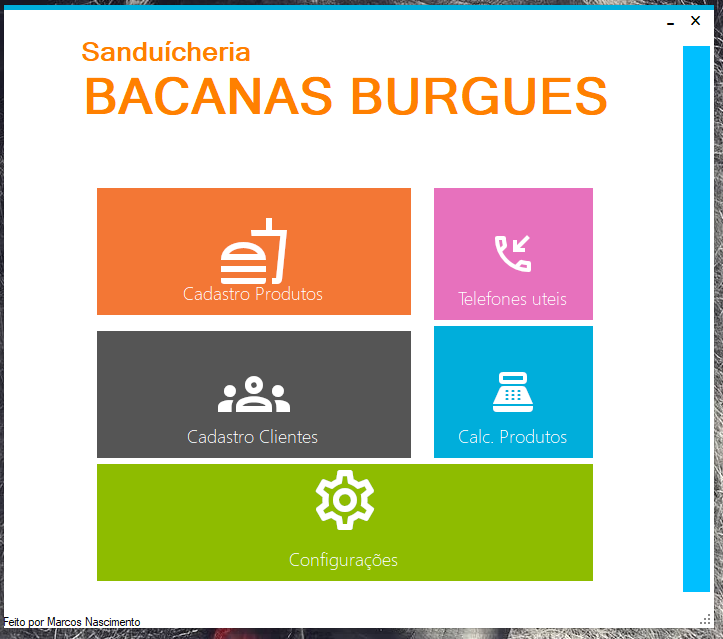 Sanduícheria
BACANAS BURGUES
Cadastro Produtos
Telefones uteis
Cadastro Clientes
Calc. Produtos
Configurações
Feito por Marcos Nascimento